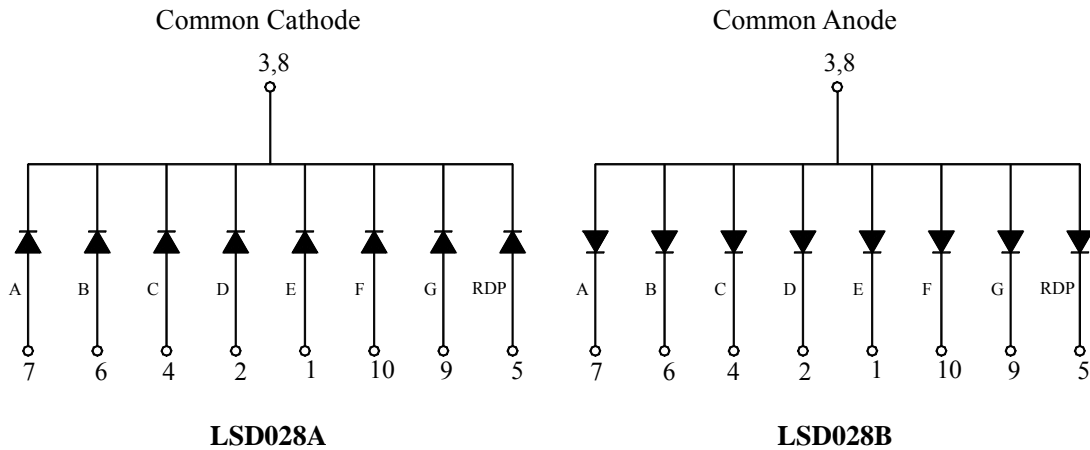 Common Cathode
3,8
A B C D E F G RDP
7 6 4 2 1 10 9 5
LSD028A
Common Anode
3,8
A B C D E F G RDP
7 6 4 2 1 10 9 5
LSD028B